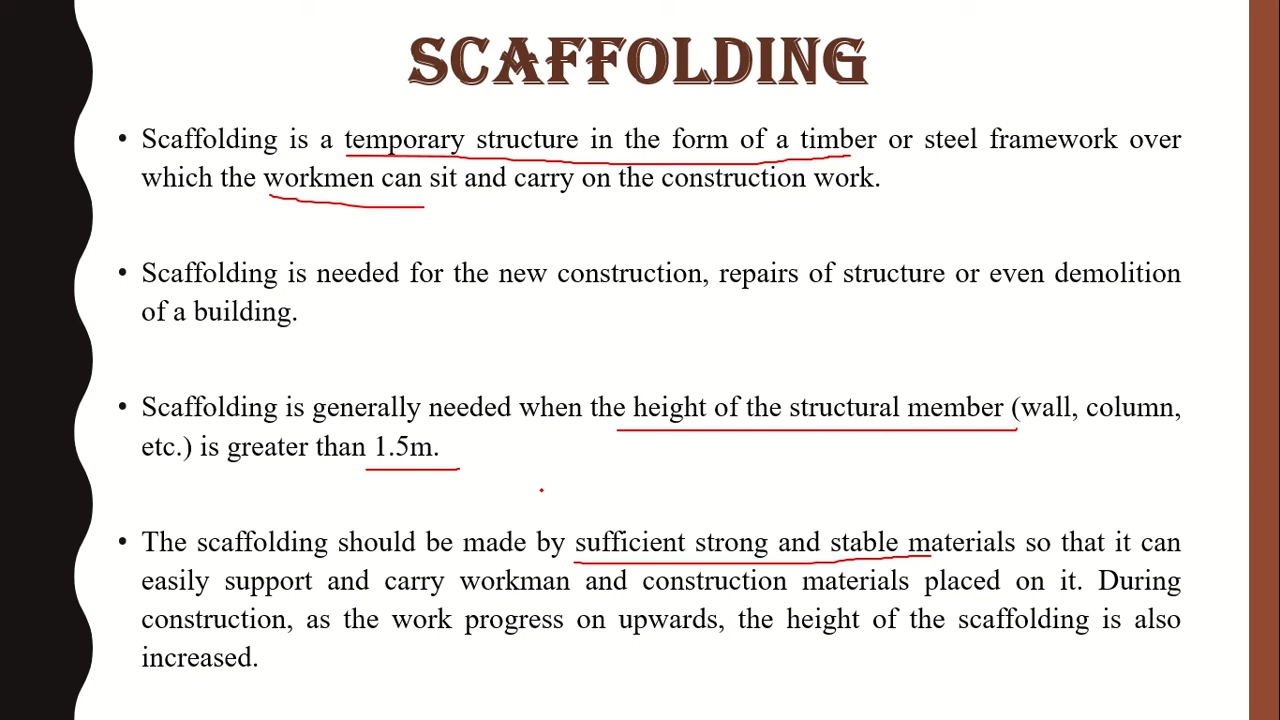 SCAFFOLDING
• Scaffolding is a temporary structure in the form of a timber or steel framework over
which the workmen can sit and carry on the construction work.
• Scaffolding is needed for the new construction, repairs of structure or even demolition
of a building.
• Scaffolding is generally needed when the height of the structural member (wall, column,
etc.) is greater than 1.5m.
• The scaffolding should be made by sufficient strong and stable materials so that it can
easily support and carry workman and construction materials placed on it. During
construction, as the work progress on upwards, the height of the scaffolding is also
increased.